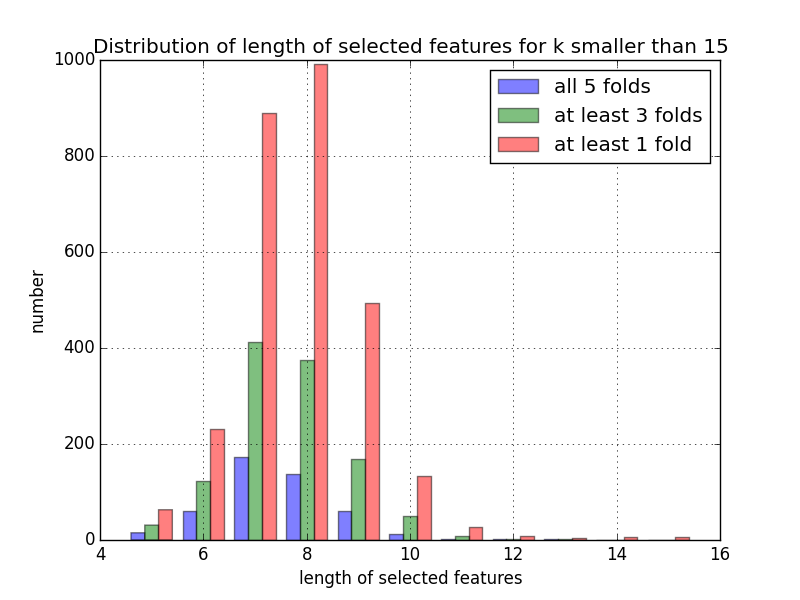 Distribution of length of selected features for k smaller than 15
1000
800
600
400
200
0
number
all 5 folds
at least 3 folds
at least 1 fold
4 6 8 10 12 14 16
length of selected features